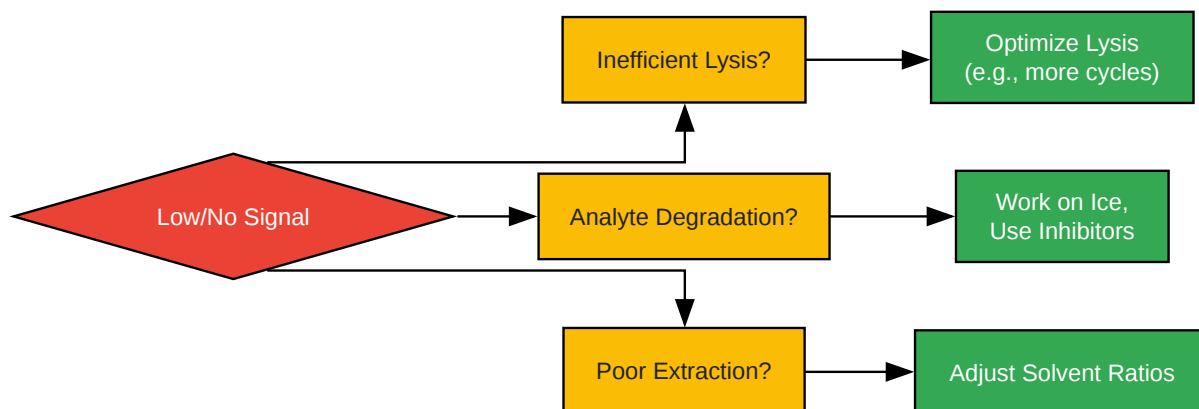 Inefficient Lysis?
Optimize Lysis
(e.g., more cycles)
Low/No Signal
Analyte Degradation?
Work on Ice,
Use Inhibitors
Poor Extraction?
Adjust Solvent Ratios